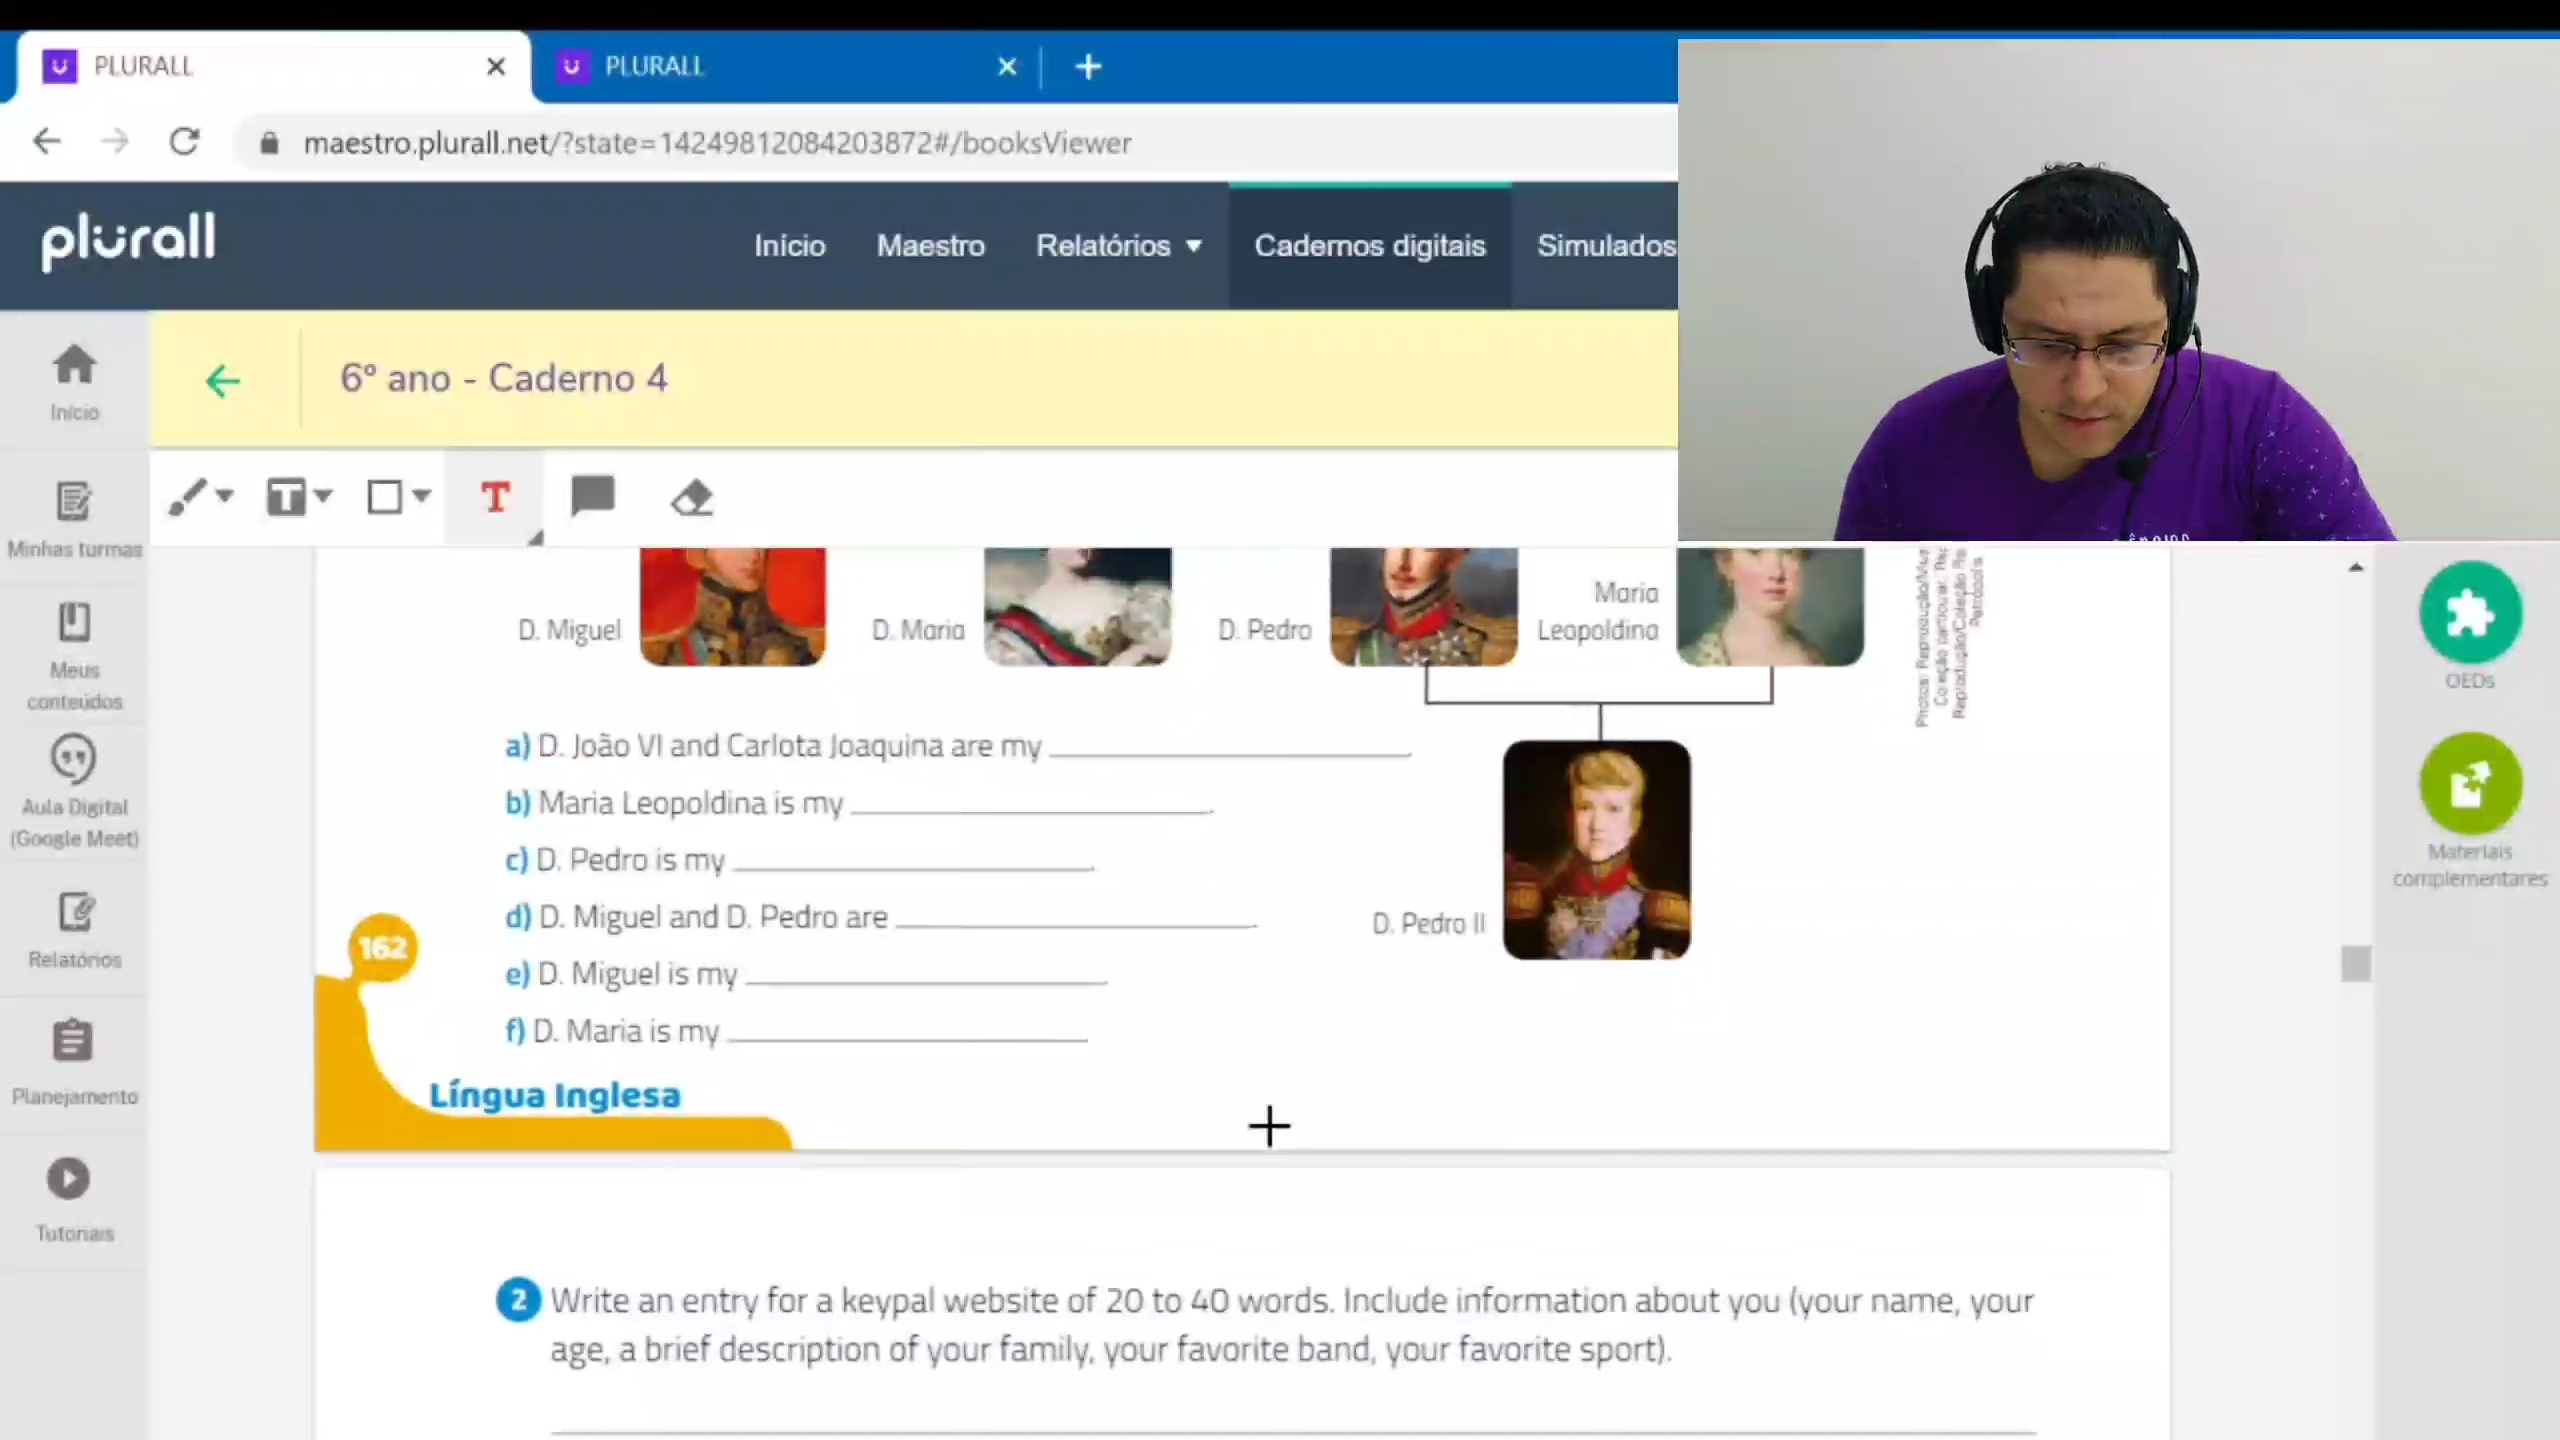 PLURALL
PLURALL
maestro.plurall.net/?state=14249812084203872#/booksViewer
plurall
Início
Maestro
Relatórios
Cadernos digitais
Simulados
6º ano - Caderno 4
Início
Minhas turmas
Meus
conteúdos
Aula Digital
(Google Meet)
Relatórios
Planejamento
Tutoriais
D. Miguel
D. Maria
D. Pedro
Maria
Leopoldina
a) D. João VI and Carlota Joaquina are my
b) Maria Leopoldina is my
c) D. Pedro is my
d) D. Miguel and D. Pedro are
e) D. Miguel is my
f) D. Maria is my
D. Pedro II
162
Língua Inglesa
2 Write an entry for a keypal website of 20 to 40 words. Include information about you (your name, your
age, a brief description of your family, your favorite band, your favorite sport).
OEDs
Materiais
complementares